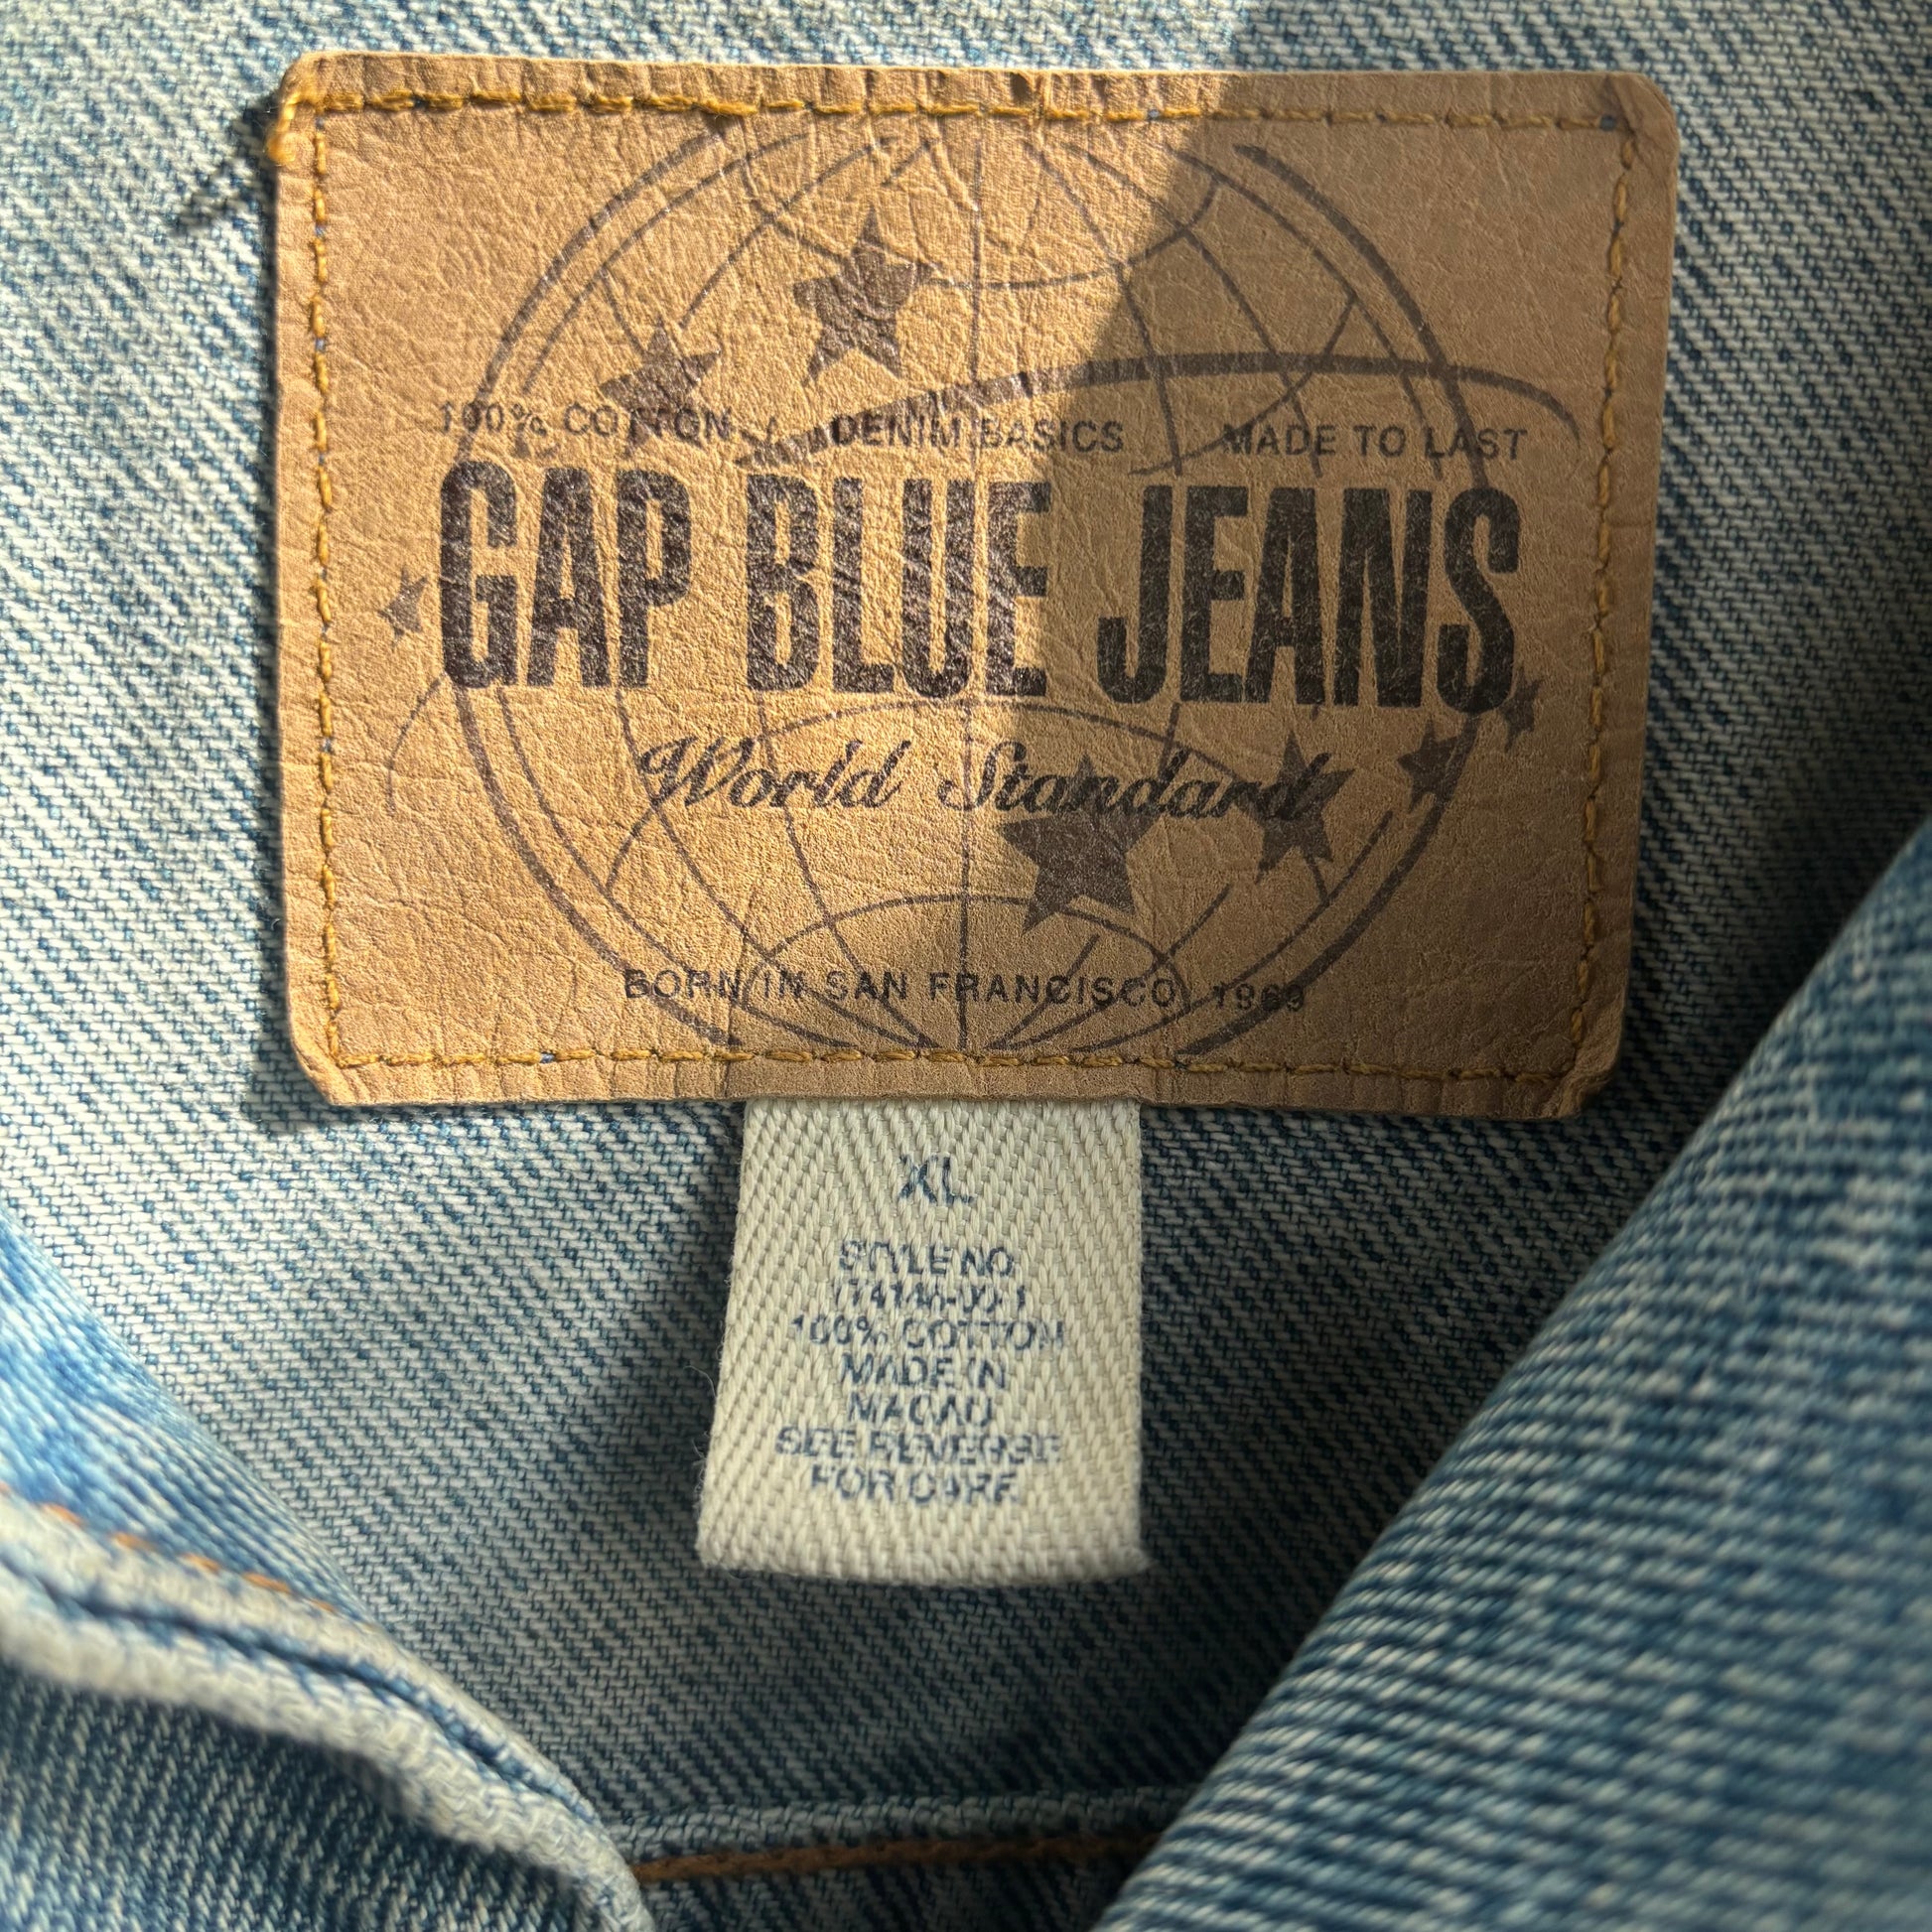 100% COTTON / DENIM BASICS MADE TO LAST
GAP BLUE JEANS
World Standard
BORN IN SAN FRANCISCO, 1969
XL
STYLE NO.
100% COTTON
MADE IN
MACAU
SEE REVERSE
FOR CARE